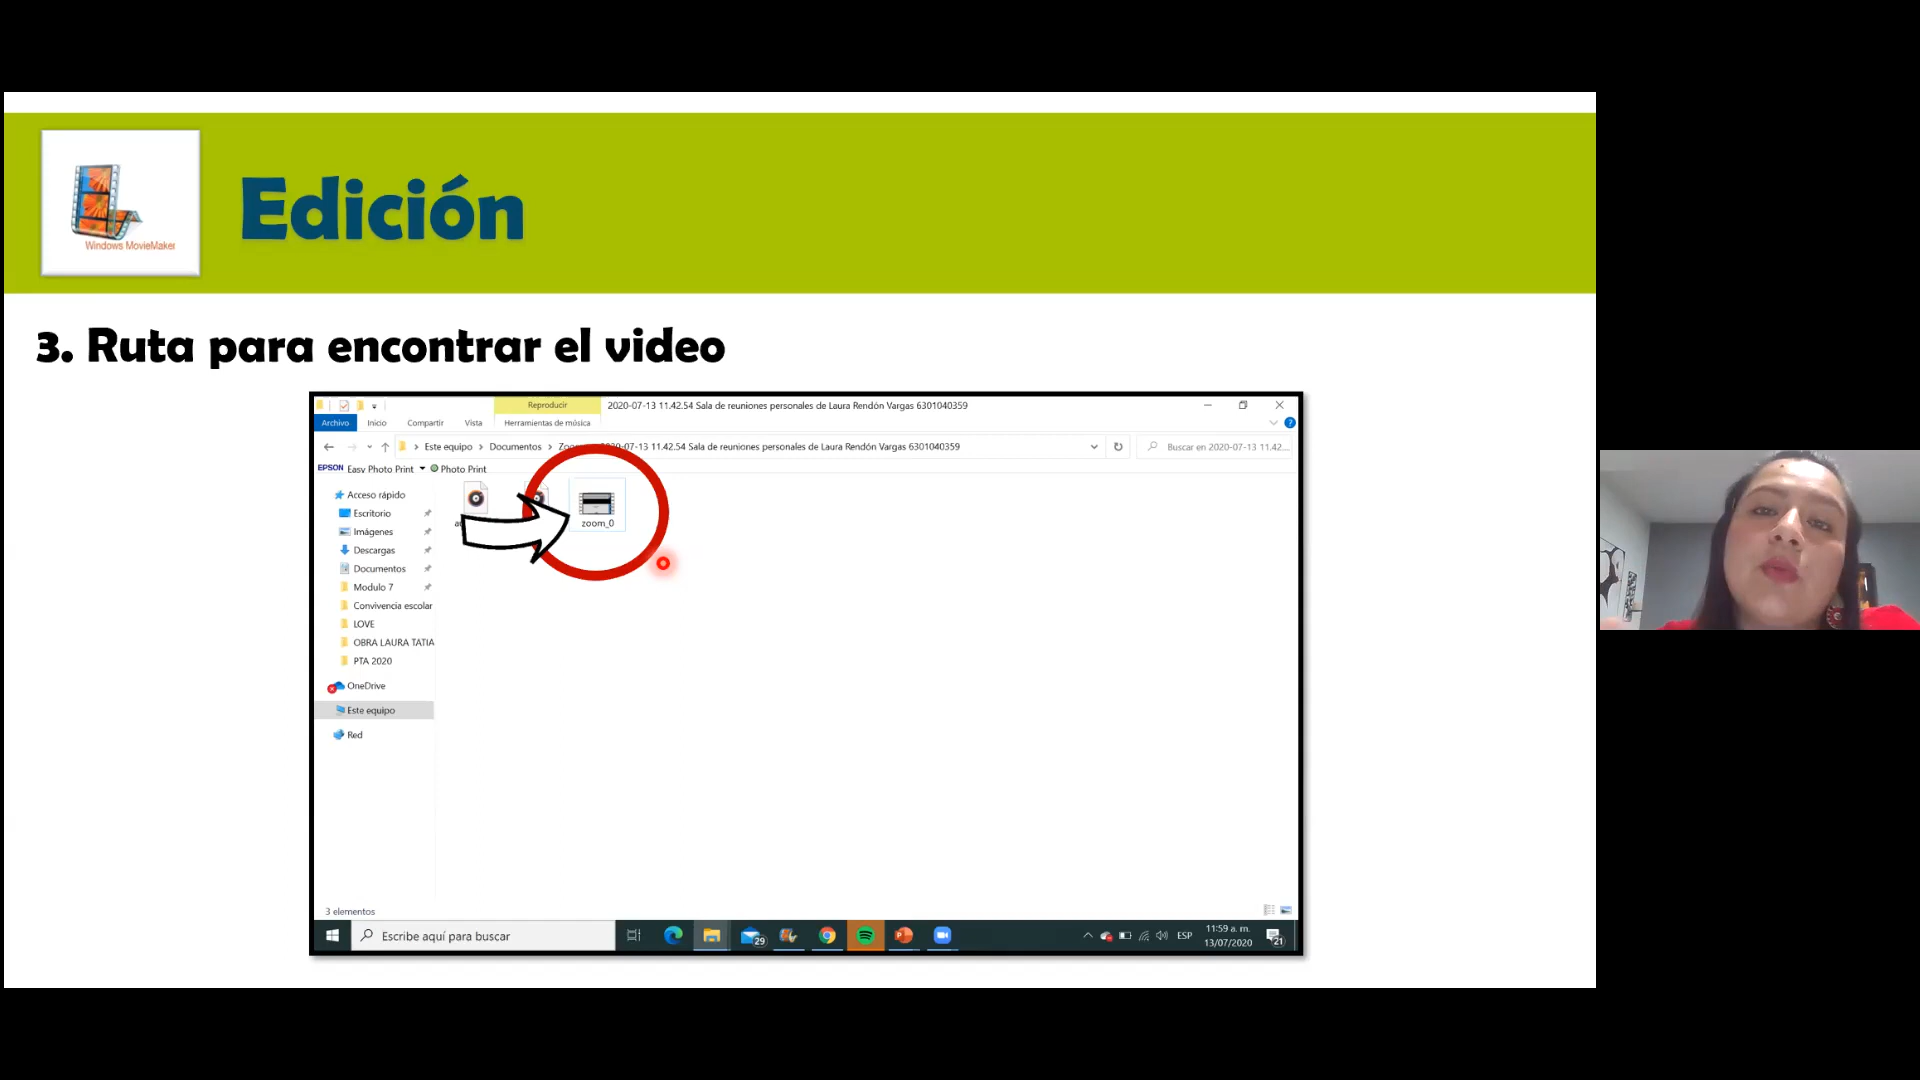 Windows MovieMaker
Edición
3. Ruta para encontrar el video
Reproducir
2020-07-13 11.42.54 Sala de reuniones personales de Laura Rendón Vargas 6301040359
Archivo Inicio Compartir Vista Herramientas de música
Este equipo > Documentos > 2020-07-13 11.42.54 Sala de reuniones personales de Laura Rendón Vargas 6301040359
Buscar en 2020-07-13 11.42...
EPSON Easy Photo Print Photo Print
Acceso rápido
Escritorio
Imágenes
Descargas
Documentos
Modulo 7
Convivencia escolar
LOVE
OBRA LAURA TATIA
PTA 2020
OneDrive
Este equipo
Red
zoom_0
3 elementos
Escribe aquí para buscar
29
ESP
11:59 a. m.
13/07/2020
21